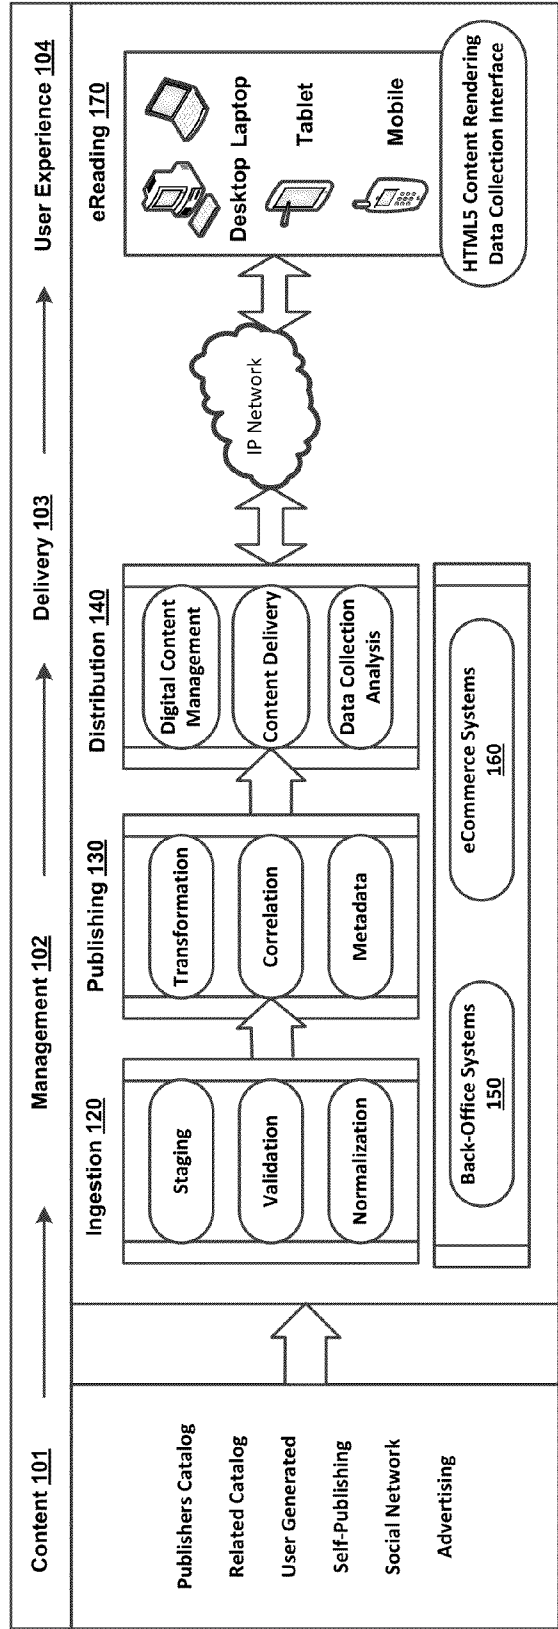 Content 101
Management 102
Delivery 103
User Experience 104
Publishers Catalog
Related Catalog
User Generated
Self-Publishing
Social Network
Advertising
Ingestion 120
Staging
Validation
Normalization
Publishing 130
Transformation
Correlation
Metadata
Distribution 140
Digital Content
Management
Content Delivery
Data Collection
Analysis
Back-Office Systems
150
eCommerce Systems
160
IP Network
eReading 170
Desktop Laptop
Tablet
Mobile
HTML5 Content Rendering
Data Collection Interface